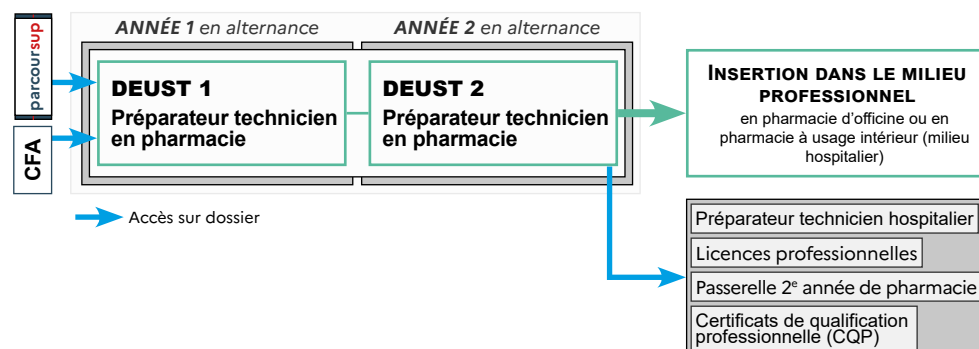 ANNÉE 1 en alternance
ANNÉE 2 en alternance
parcoursup
CFA
DEUST 1
Préparateur technicien
en pharmacie
DEUST 2
Préparateur technicien
en pharmacie
INSERTION DANS LE MILIEU
PROFESSIONNEL
en pharmacie d'officine ou en
pharmacie à usage intérieur (milieu
hospitalier)
Accès sur dossier
Préparateur technicien hospitalier
Licences professionnelles
Passerelle 2e année de pharmacie
Certificats de qualification
professionnelle (CQP)